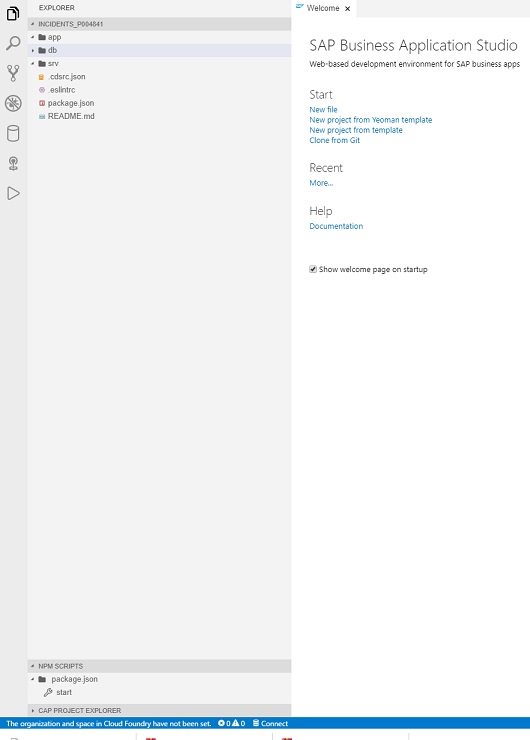 EXPLORER
INCIDENTS_P004841
app
db
srv
.cdsrc.json
.eslintrc
package.json
README.md
NPM SCRIPTS
package.json
start
CAP PROJECT EXPLORER
Welcome
SAP Business Application Studio
Web-based development environment for SAP business apps
Start
New file
New project from Yeoman template
New project from template
Clone from Git
Recent
More...
Help
Documentation
Show welcome page on startup
The organization and space in Cloud Foundry have not been set. 0 0 Connect